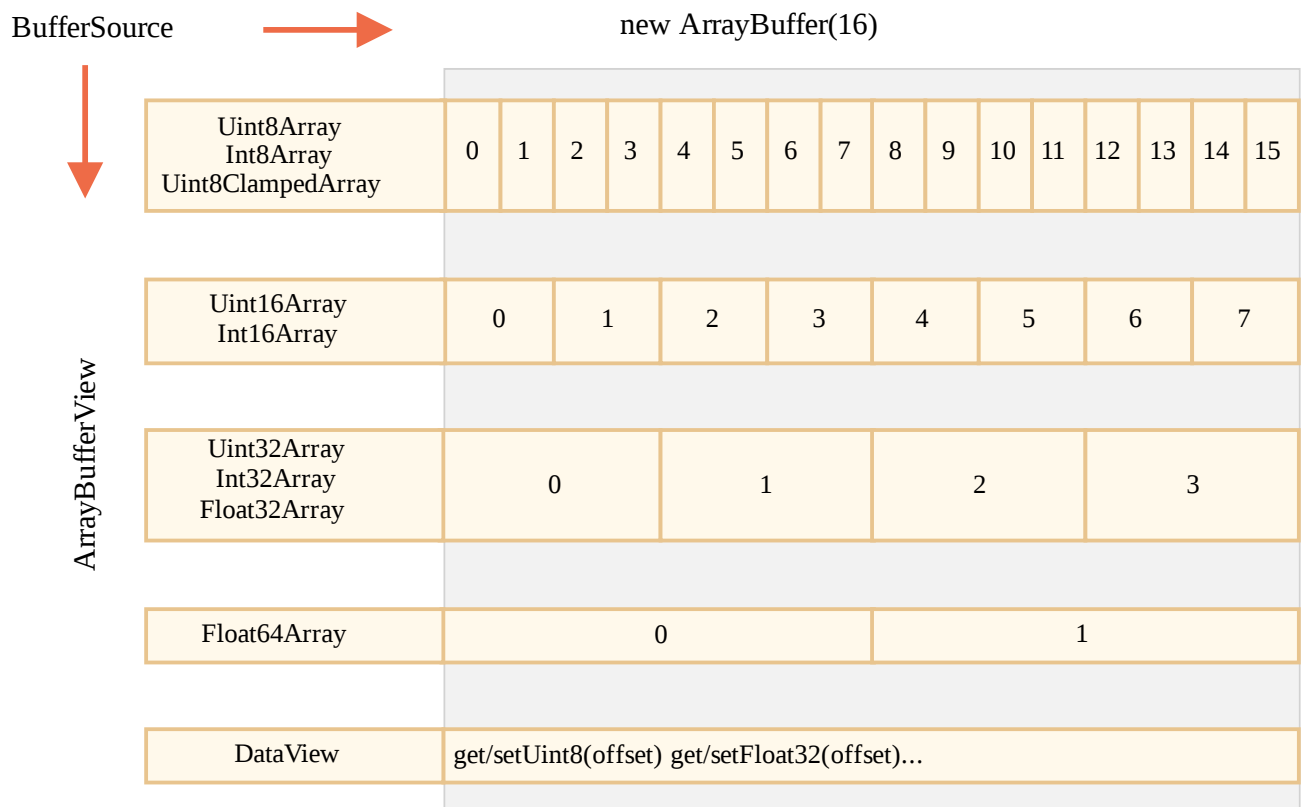 BufferSource
new ArrayBuffer(16)
ArrayBufferView
Uint8Array
Int8Array
Uint8ClampedArray
0 1 2 3 4 5 6 7 8 9 10 11 12 13 14 15
Uint16Array
Int16Array
0 1 2 3 4 5 6 7
Uint32Array
Int32Array
Float32Array
0 1 2 3
Float64Array
0 1
DataView
get/setUint8(offset) get/setFloat32(offset)...